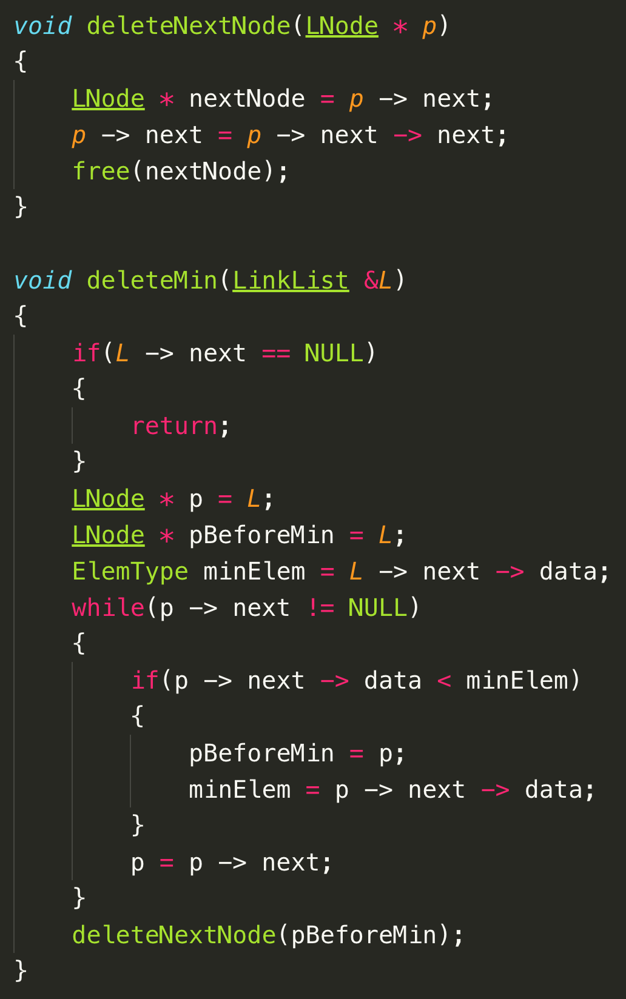 void deleteNextNode(LNode * p)
{
    LNode * nextNode = p -> next;
    p -> next = p -> next -> next;
    free(nextNode);
}

void deleteMin(LinkList &L)
{
    if(L -> next == NULL)
    {
        return;
    }
    LNode * p = L;
    LNode * pBeforeMin = L;
    ElemType minElem = L -> next -> data;
    while(p -> next != NULL)
    {
        if(p -> next -> data < minElem)
        {
            pBeforeMin = p;
            minElem = p -> next -> data;
        }
        p = p -> next;
    }
    deleteNextNode(pBeforeMin);
}